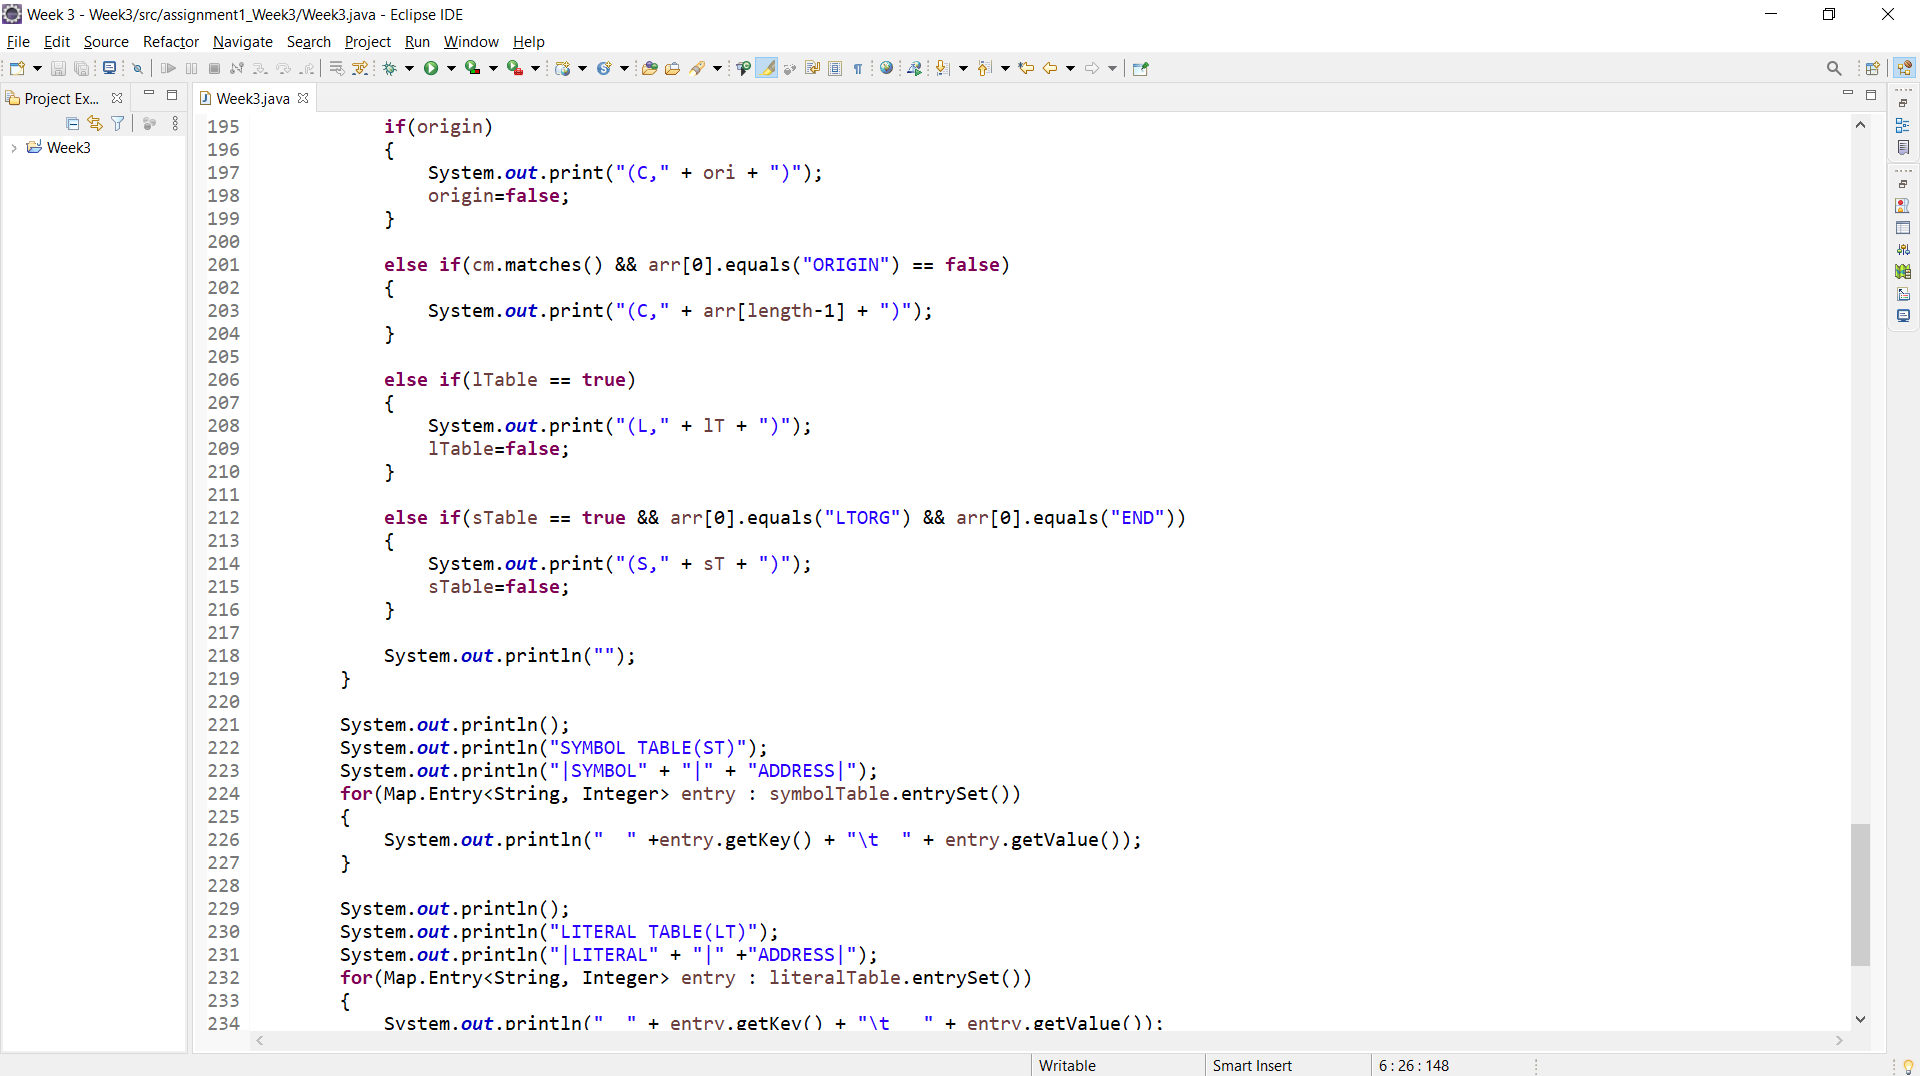 Week 3 - Week3/src/assignment1_Week3/Week3.java - Eclipse IDE
File Edit Source Refactor Navigate Search Project Run Window Help
Project Ex...
Week3.java
Week3
195 if(origin)
196 {
197 System.out.print("(C," + ori + ")");
198 origin=false;
199 }
200
201 else if(cm.matches() && arr[0].equals("ORIGIN") == false)
202 {
203 System.out.print("(C," + arr[length-1] + ")");
204 }
205
206 else if(lTable == true)
207 {
208 System.out.print("(L," + lT + ")");
209 lTable=false;
210 }
211
212 else if(sTable == true && arr[0].equals("LTORG") && arr[0].equals("END"))
213 {
214 System.out.print("(S," + sT + ")");
215 sTable=false;
216 }
217
218 System.out.println("");
219 }
220
221 System.out.println();
222 System.out.println("SYMBOL TABLE(ST)");
223 System.out.println("|SYMBOL" + "|" + "ADDRESS|");
224 for(Map.Entry<String, Integer> entry : symbolTable.entrySet())
225 {
226 System.out.println("  " +entry.getKey() + "\t  " + entry.getValue());
227 }
228
229 System.out.println();
230 System.out.println("LITERAL TABLE(LT)");
231 System.out.println("|LITERAL" + "|" +"ADDRESS|");
232 for(Map.Entry<String, Integer> entry : literalTable.entrySet())
233 {
234 System.out.println("  " + entry.getKey() + "\t   " + entry.getValue());
Writable Smart Insert 6 : 26 : 148